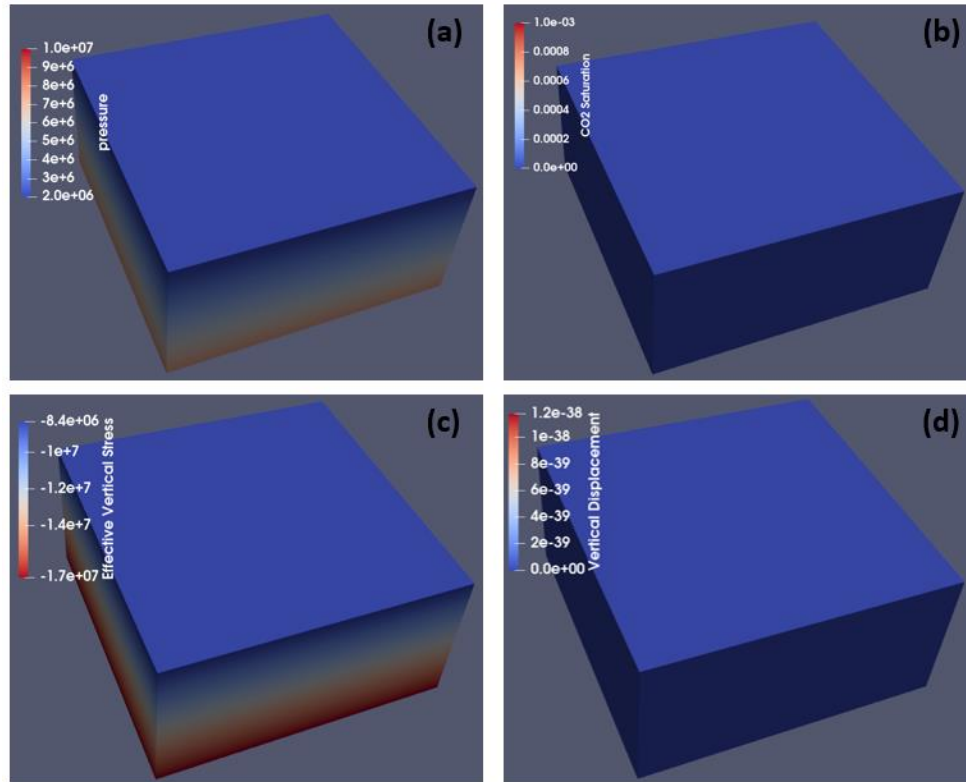 (a)
1.0e+07
9e+6
8e+6
7e+6
6e+6
5e+6
4e+6
3e+6
2.0e+06
pressure
(b)
1.0e-03
0.0008
0.0006
0.0004
0.0002
0.0e+00
CO2 Saturation
(c)
-8.4e+06
-1e+7
-1.2e+7
-1.4e+7
-1.7e+07
Effective Vertical Stress
(d)
1.2e-38
1e-38
8e-39
6e-39
4e-39
2e-39
0.0e+00
Vertical Displacement